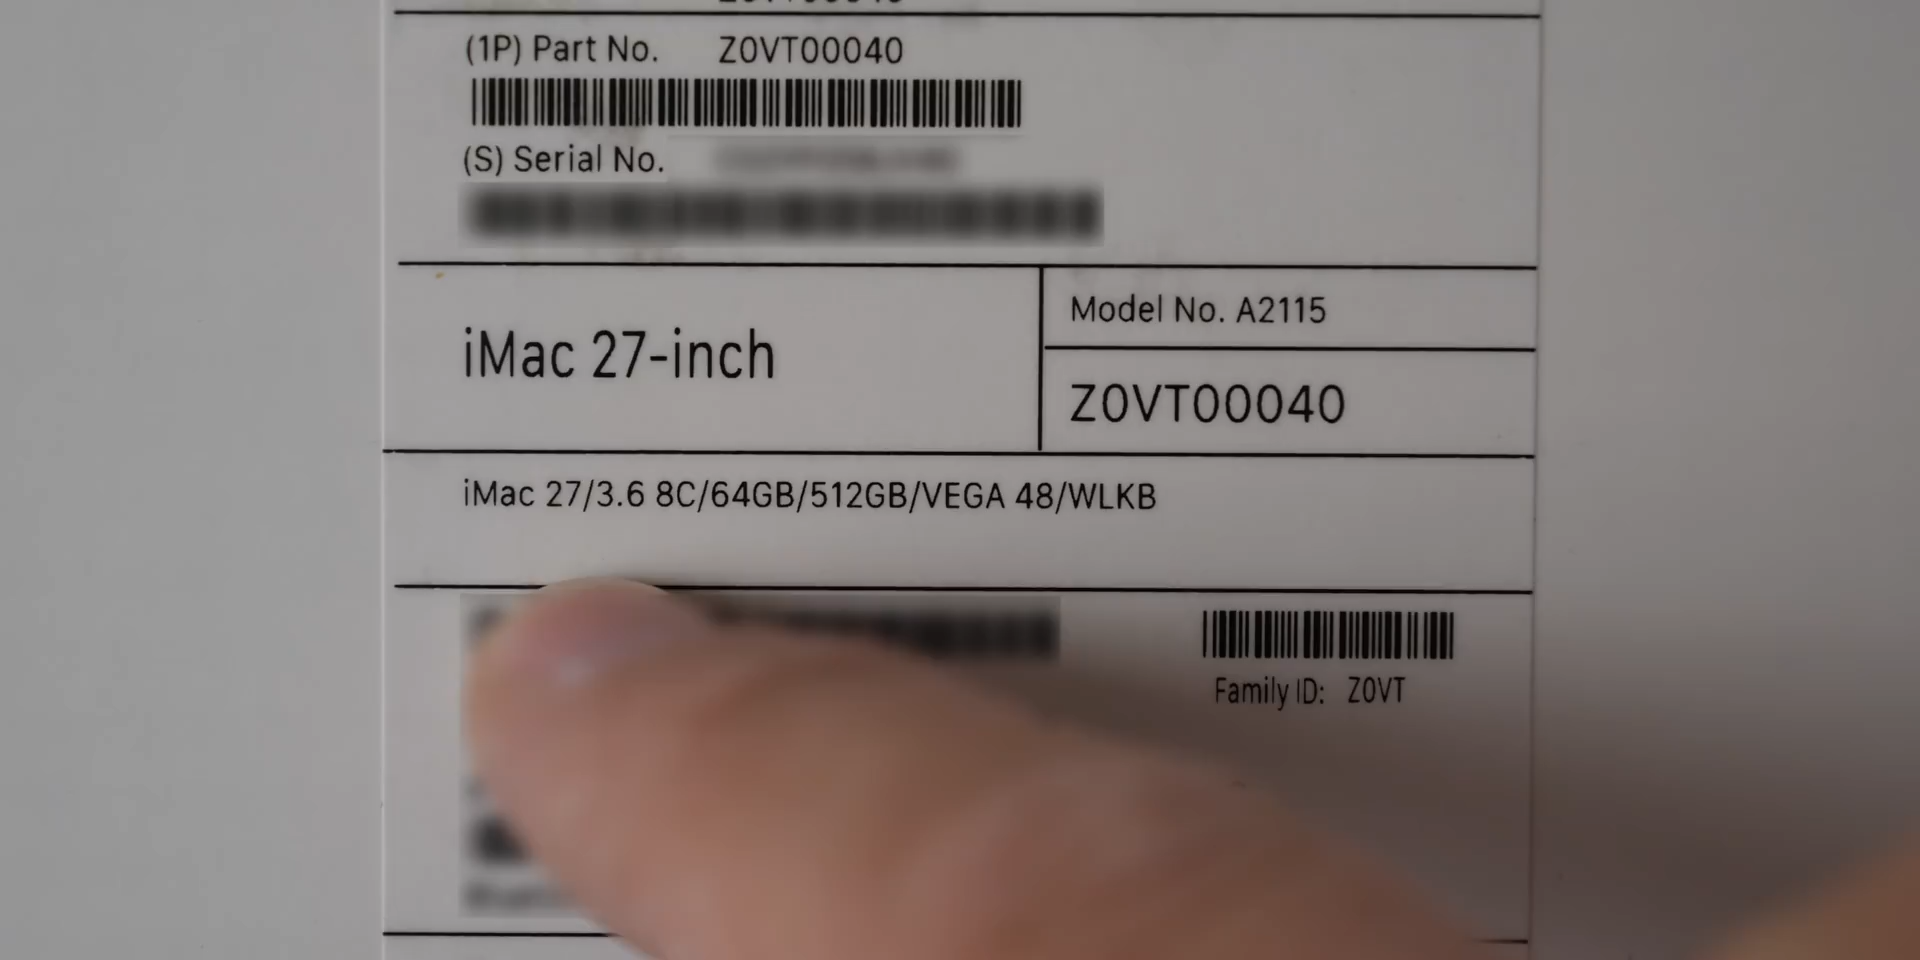 (1P) Part No. Z0VT00040
(S) Serial No.
iMac 27-inch
Model No. A2115
Z0VT00040
iMac 27/3.6 8C/64GB/512GB/VEGA 48/WLKB
Family ID: Z0VT